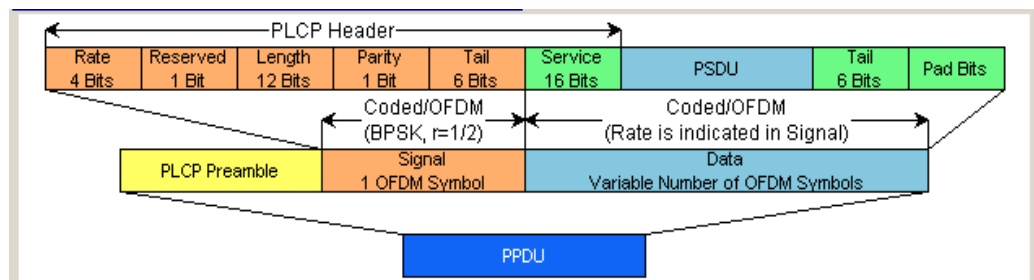 PLCP Header
Rate
4 Bits
Reserved
1 Bit
Length
12 Bits
Parity
1 Bit
Tail
6 Bits
Service
16 Bits
PSDU
Tail
6 Bits
Pad Bits
Coded/OFDM
(BPSK, r=1/2)
Coded/OFDM
(Rate is indicated in Signal)
PLCP Preamble
Signal
1 OFDM Symbol
Data
Variable Number of OFDM Symbols
PPDU